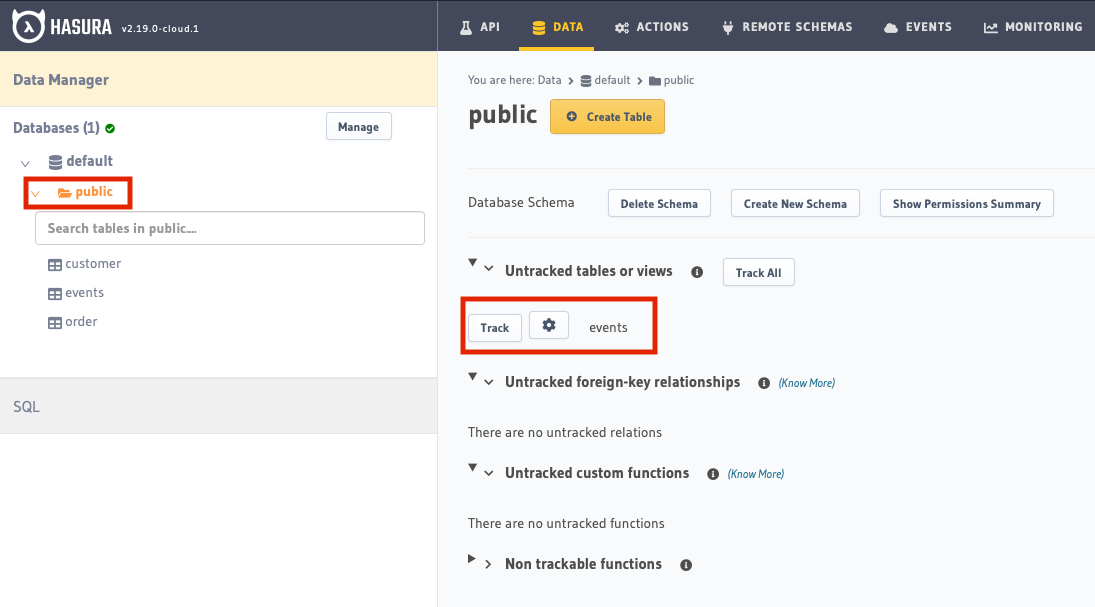 HASURA v2.19.0-cloud.1
API DATA ACTIONS REMOTE SCHEMAS EVENTS MONITORING
Data Manager
Databases (1)
Manage
default
public
Search tables in public....
customer
events
order
SQL
You are here: Data > default > public
public
Create Table
Database Schema
Delete Schema
Create New Schema
Show Permissions Summary
Untracked tables or views
Track All
Track
events
Untracked foreign-key relationships
(Know More)
There are no untracked relations
Untracked custom functions
(Know More)
There are no untracked functions
Non trackable functions